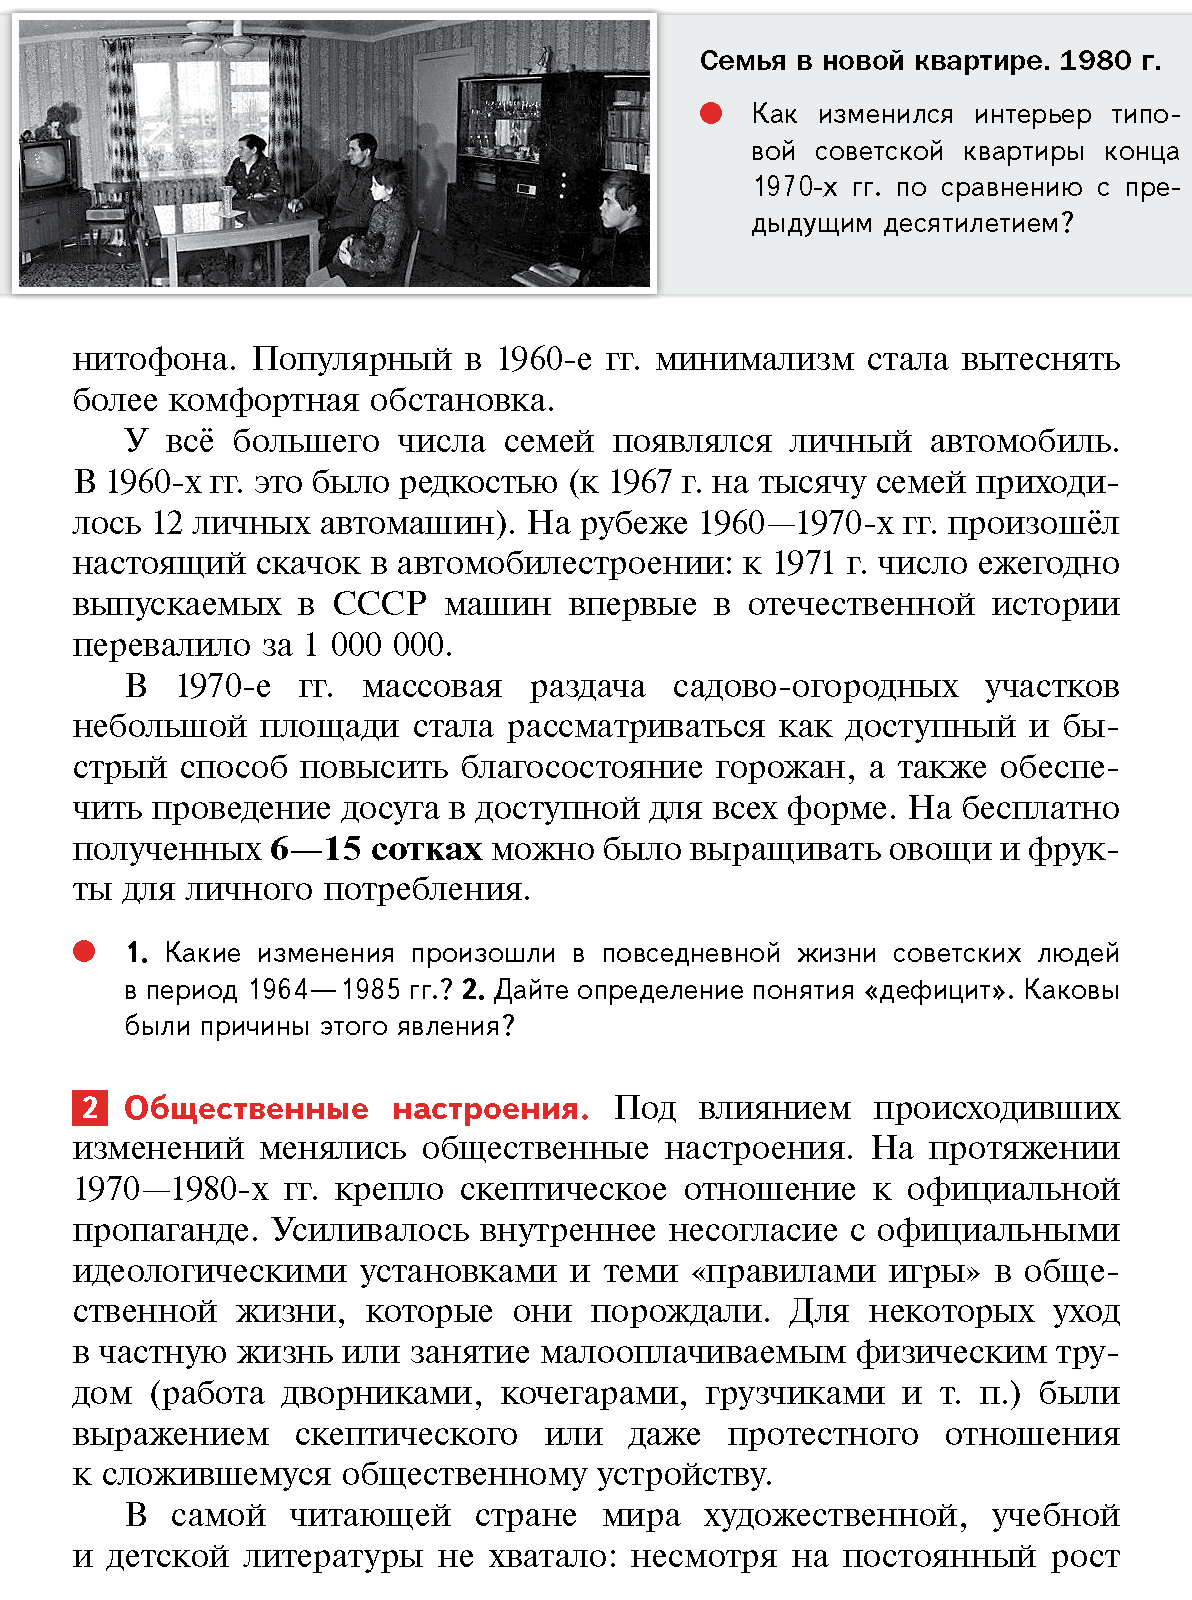 Семья в новой квартире. 1980 г.
Как изменился интерьер типо-
вой советской квартиры конца
1970-х гг. по сравнению с пре-
дыдущим десятилетием?
нитофона. Популярный в 1960-е гг. минимализм стала вытеснять
более комфортная обстановка.
У всё большего числа семей появлялся личный автомобиль.
В 1960-х гг. это было редкостью (к 1967 г. на тысячу семей приходи-
лось 12 личных автомашин). На рубеже 1960—1970-х гг. произошёл
настоящий скачок в автомобилестроении: к 1971 г. число ежегодно
выпускаемых в СССР машин впервые в отечественной истории
перевалило за 1 000 000.
В 1970-е гг. массовая раздача садово-огородных участков
небольшой площади стала рассматриваться как доступный и бы-
стрый способ повысить благосостояние горожан, а также обеспе-
чить проведение досуга в доступной для всех форме. На бесплатно
полученных 6—15 сотках можно было выращивать овощи и фрук-
ты для личного потребления.
1. Какие изменения произошли в повседневной жизни советских людей
в период 1964—1985 гг.? 2. Дайте определение понятия «дефицит». Каковы
были причины этого явления?
2 Общественные настроения. Под влиянием происходивших
изменений менялись общественные настроения. На протяжении
1970—1980-х гг. крепло скептическое отношение к официальной
пропаганде. Усиливалось внутреннее несогласие с официальными
идеологическими установками и теми «правилами игры» в обще-
ственной жизни, которые они порождали. Для некоторых уход
в частную жизнь или занятие малооплачиваемым физическим тру-
дом (работа дворниками, кочегарами, грузчиками и т. п.) были
выражением скептического или даже протестного отношения
к сложившемуся общественному устройству.
В самой читающей стране мира художественной, учебной
и детской литературы не хватало: несмотря на постоянный рост